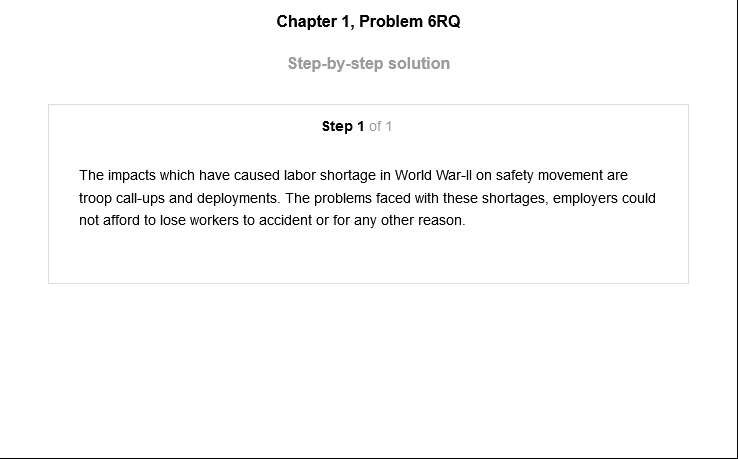 Chapter 1, Problem 6RQ
Step-by-step solution
Step 1 of 1
The impacts which have caused labor shortage in World War-II on safety movement are
troop call-ups and deployments. The problems faced with these shortages, employers could
not afford to lose workers to accident or for any other reason.